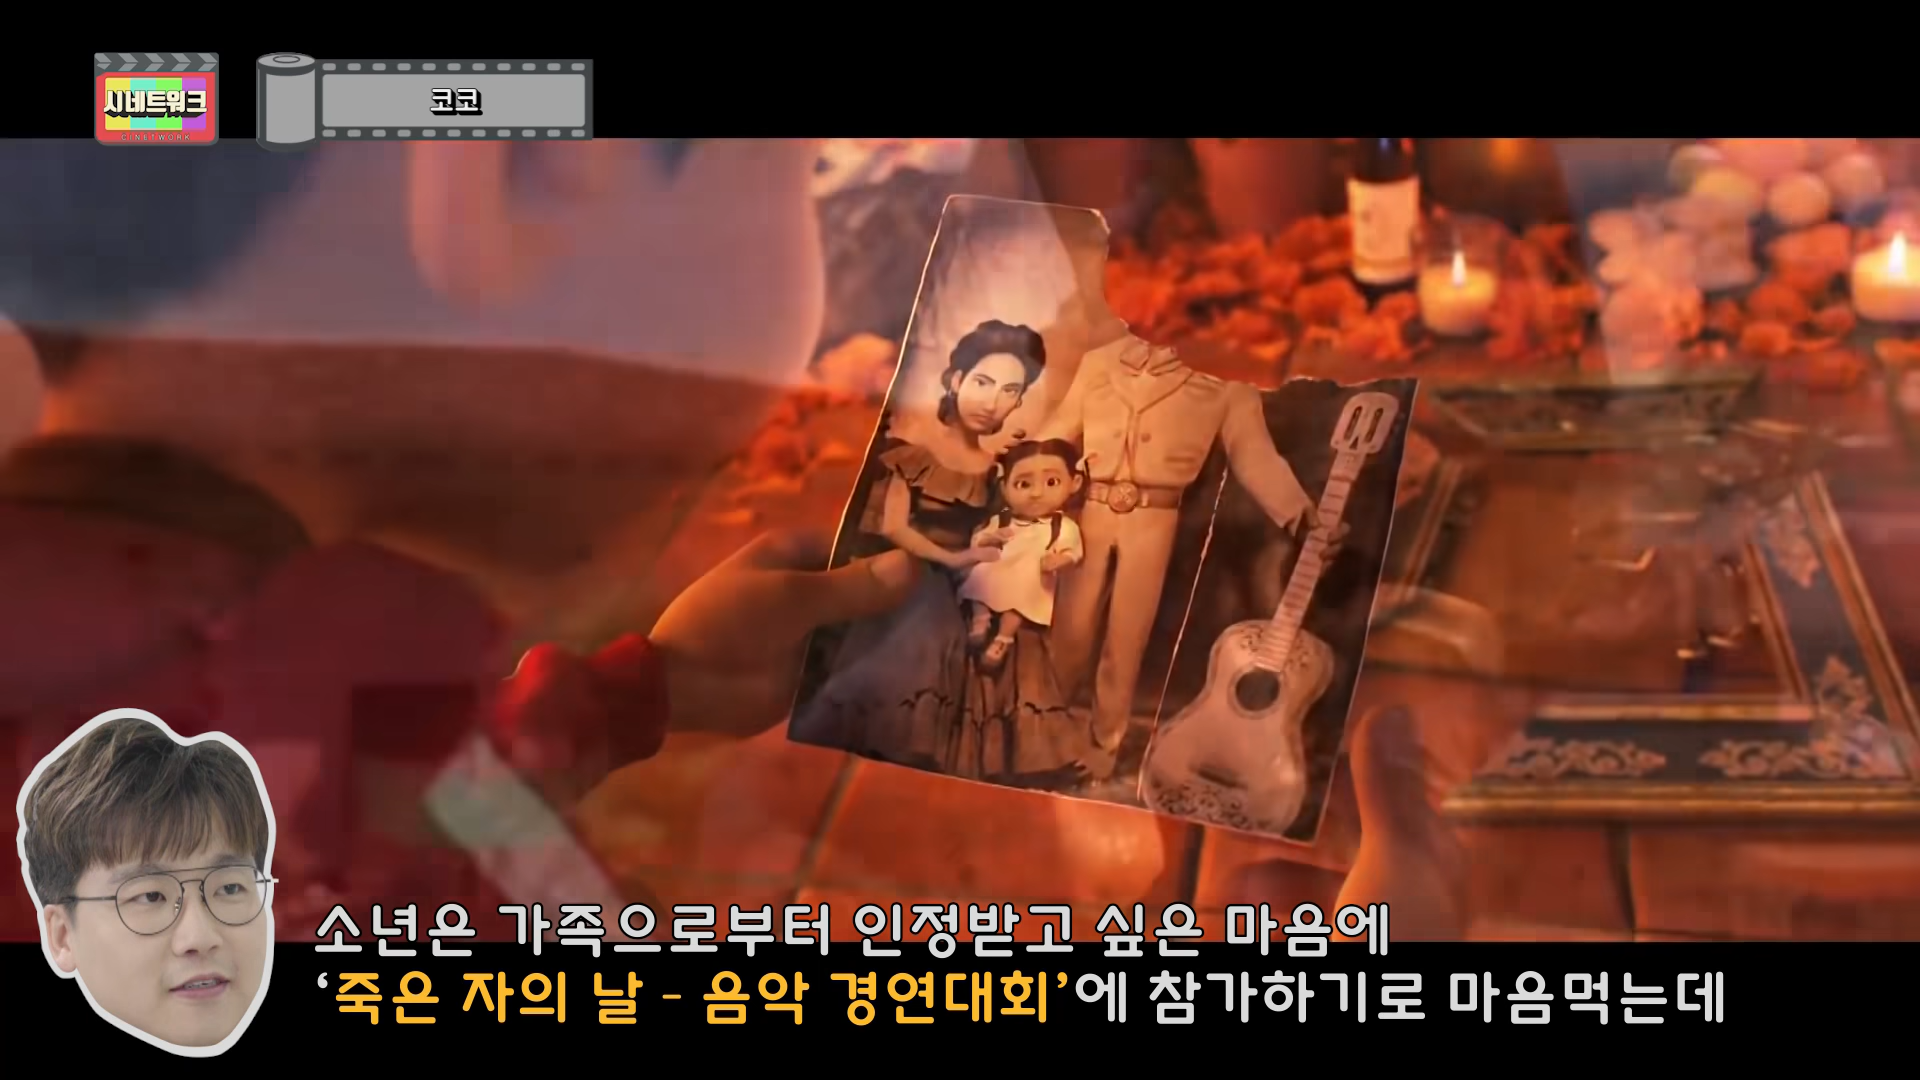 시네트워크
CINETWORK
코코
소년은 가족으로부터 인정받고 싶은 마음에
‘죽은 자의 날 - 음악 경연대회’에 참가하기로 마음먹는데